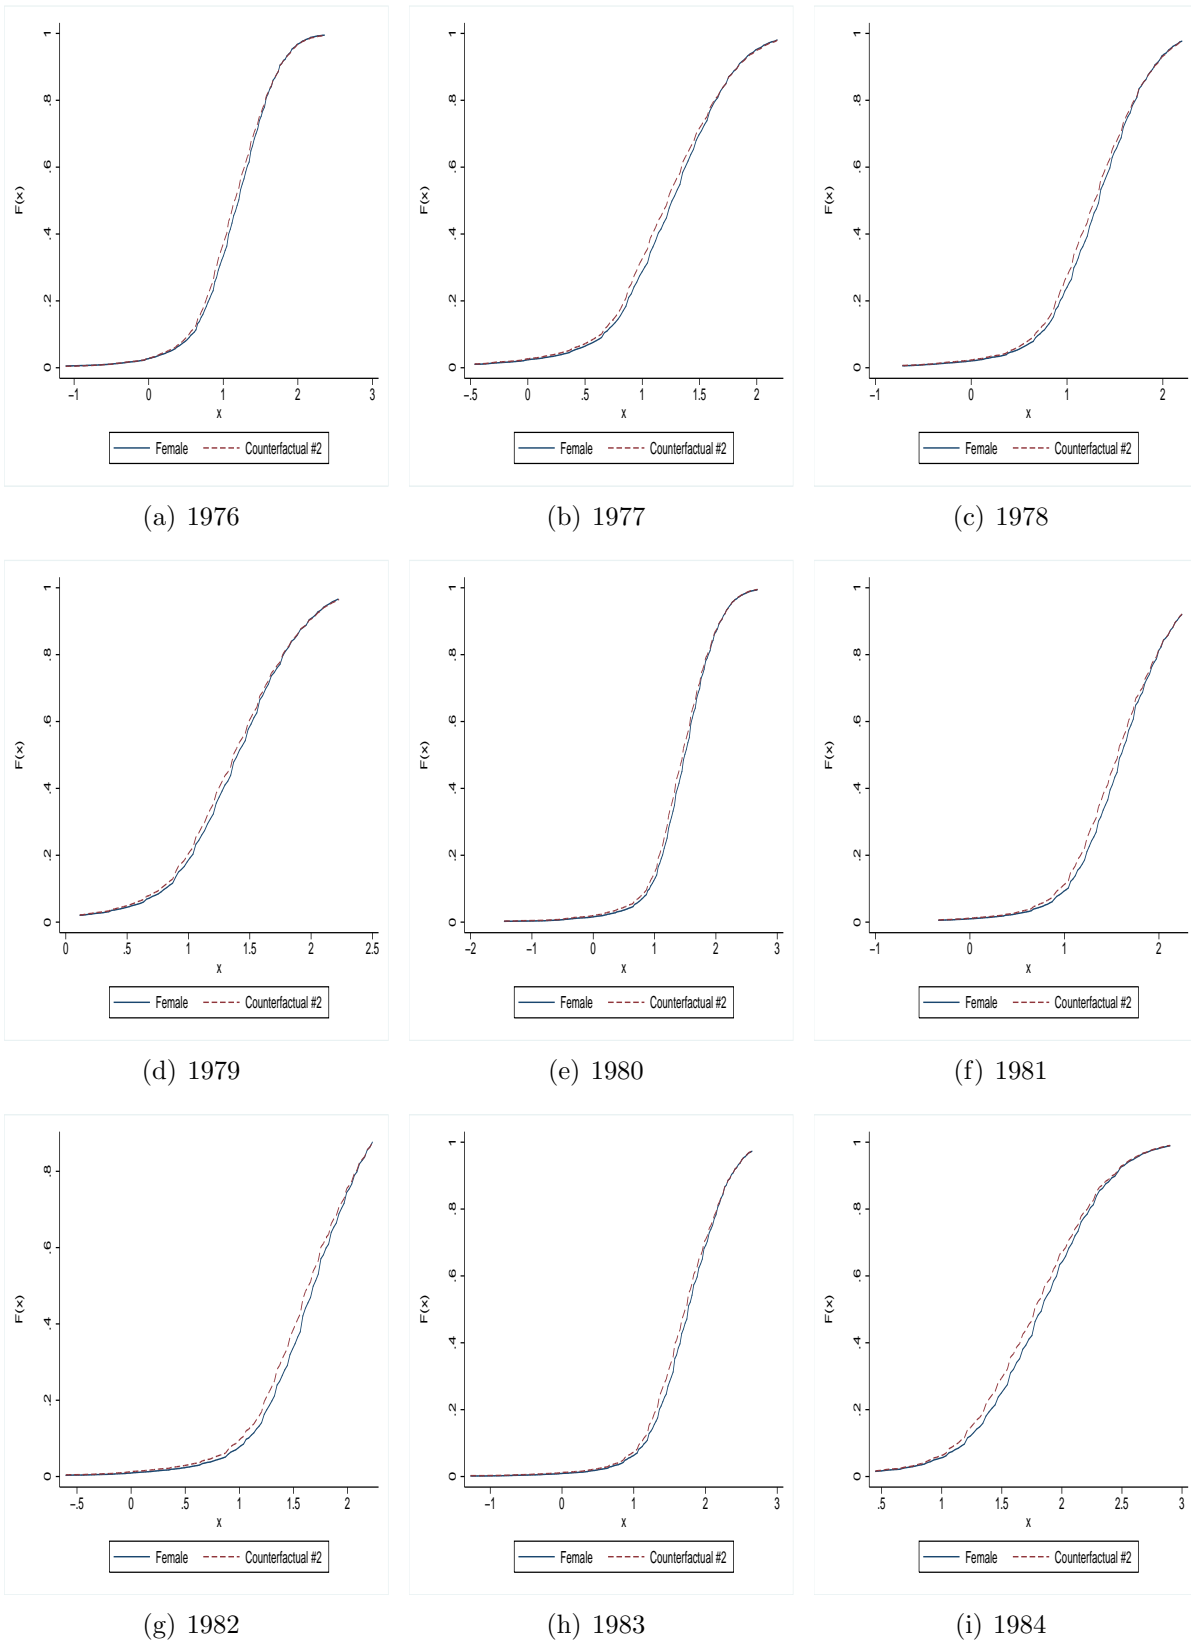 F(x)
1
.8
.6
.4
.2
0
−1 0 1 2 3
x
Female Counterfactual #2
(a) 1976
F(x)
1
.8
.6
.4
.2
0
−.5 0 .5 1 1.5 2
x
Female Counterfactual #2
(b) 1977
F(x)
1
.8
.6
.4
.2
0
−1 0 1 2
x
Female Counterfactual #2
(c) 1978
F(x)
1
.8
.6
.4
.2
0
0 .5 1 1.5 2 2.5
x
Female Counterfactual #2
(d) 1979
F(x)
1
.8
.6
.4
.2
0
−2 −1 0 1 2 3
x
Female Counterfactual #2
(e) 1980
F(x)
1
.8
.6
.4
.2
0
−1 0 1 2
x
Female Counterfactual #2
(f) 1981
F(x)
.8
.6
.4
.2
0
−.5 0 .5 1 1.5 2
x
Female Counterfactual #2
(g) 1982
F(x)
1
.8
.6
.4
.2
0
−1 0 1 2 3
x
Female Counterfactual #2
(h) 1983
F(x)
1
.8
.6
.4
.2
0
.5 1 1.5 2 2.5 3
x
Female Counterfactual #2
(i) 1984